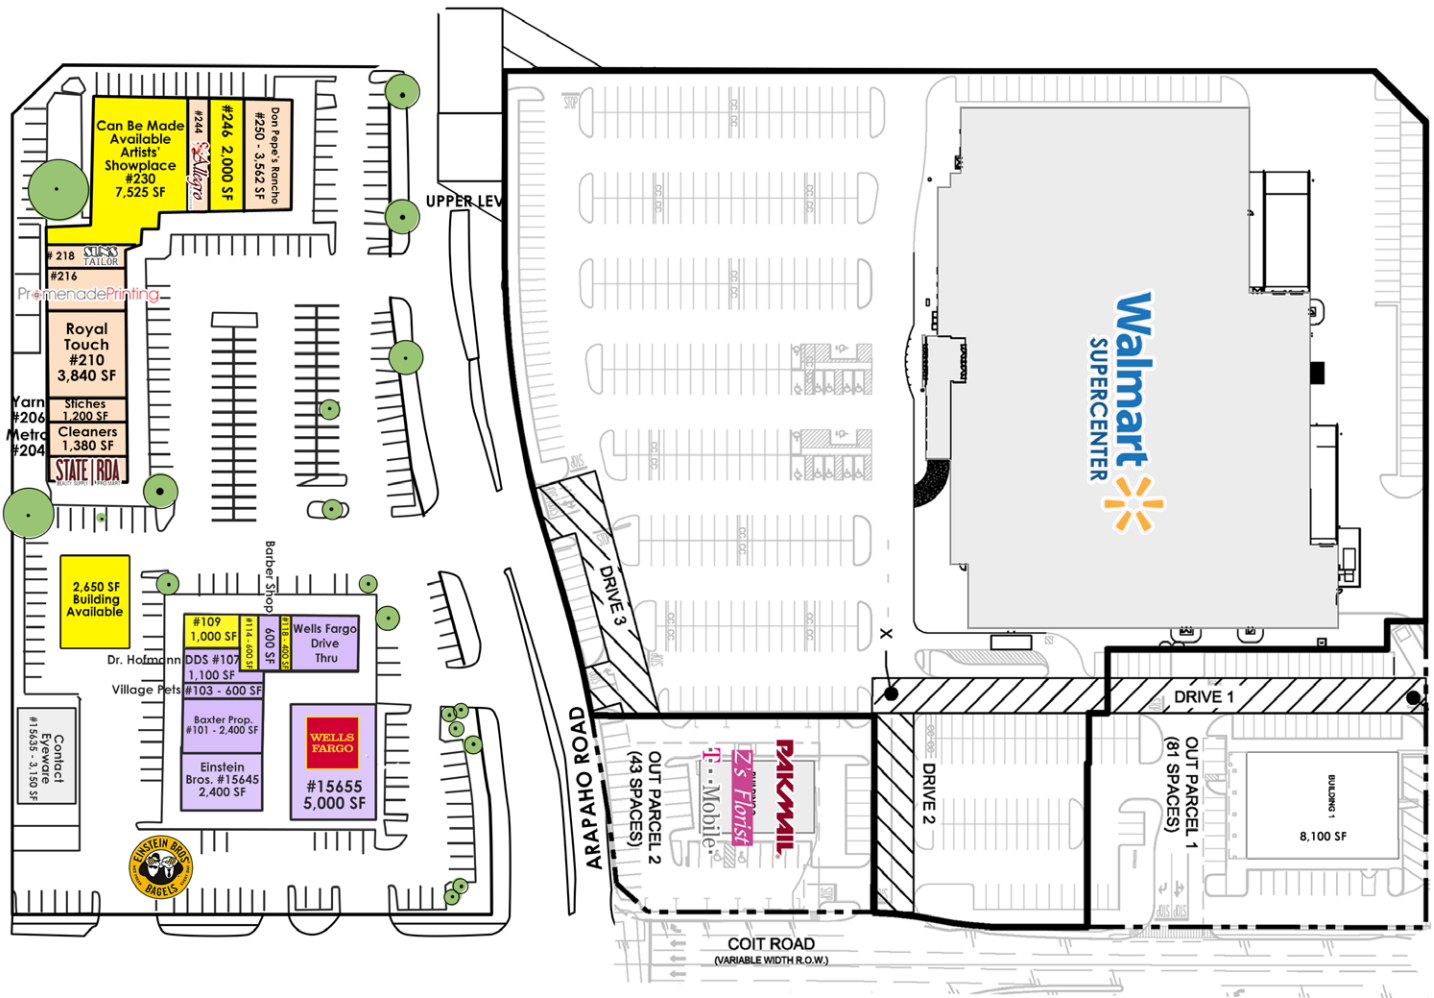 Can Be Made
Available
Artists'
Showplace
#230
7,525 SF
#244
Allegro
#246 2,000 SF
Don Pepe's Rancho
#250 - 3,562 SF
# 218
SUN'S
TAILOR
#216
PromenadePrinting
Royal
Touch
#210
3,840 SF
Yarn
#206
Stiches
1,200 SF
Metro
#204
Cleaners
1,380 SF
STATE | RDA
UPPER LEV
2,650 SF
Building
Available
Barber Shop
600 SF
#109
1,000 SF
#114 - 600 SF
#118 - 400 SF
Wells Fargo
Drive
Thru
Dr. Hofmann DDS #107
1,100 SF
Village Pets #103 - 600 SF
Baxter Prop.
#101 - 2,400 SF
Einstein
Bros. #15645
2,400 SF
WELLS
FARGO
#15655
5,000 SF
Contact
Eyeware
#15635 - 3,150 SF
EINSTEIN BROS
BAGELS
ARAPAHO ROAD
STOP
Walmart
SUPERCENTER
DRIVE 3
X
DRIVE 1
DRIVE 2
OUT PARCEL 2
(43 SPACES)
T - - Mobile
Z's Florist
PAKMAIL
OUT PARCEL 1
(81 SPACES)
BUILDING 1
8,100 SF
COIT ROAD
(VARIABLE WIDTH R.O.W.)